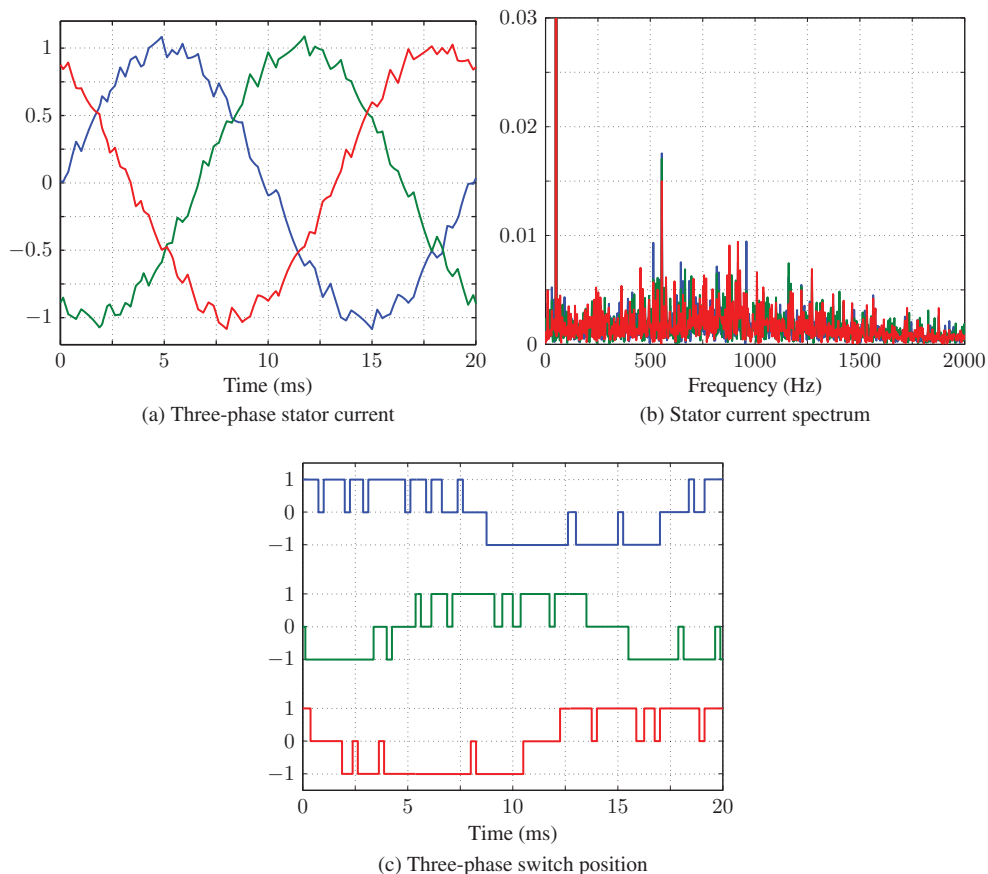 1
0.5
0
−0.5
−1
0 5 10 15 20
Time (ms)
(a) Three-phase stator current
0.03
0.02
0.01
0
0 500 1000 1500 2000
Frequency (Hz)
(b) Stator current spectrum
1
0
−1
1
0
−1
1
0
−1
0 5 10 15 20
Time (ms)
(c) Three-phase switch position